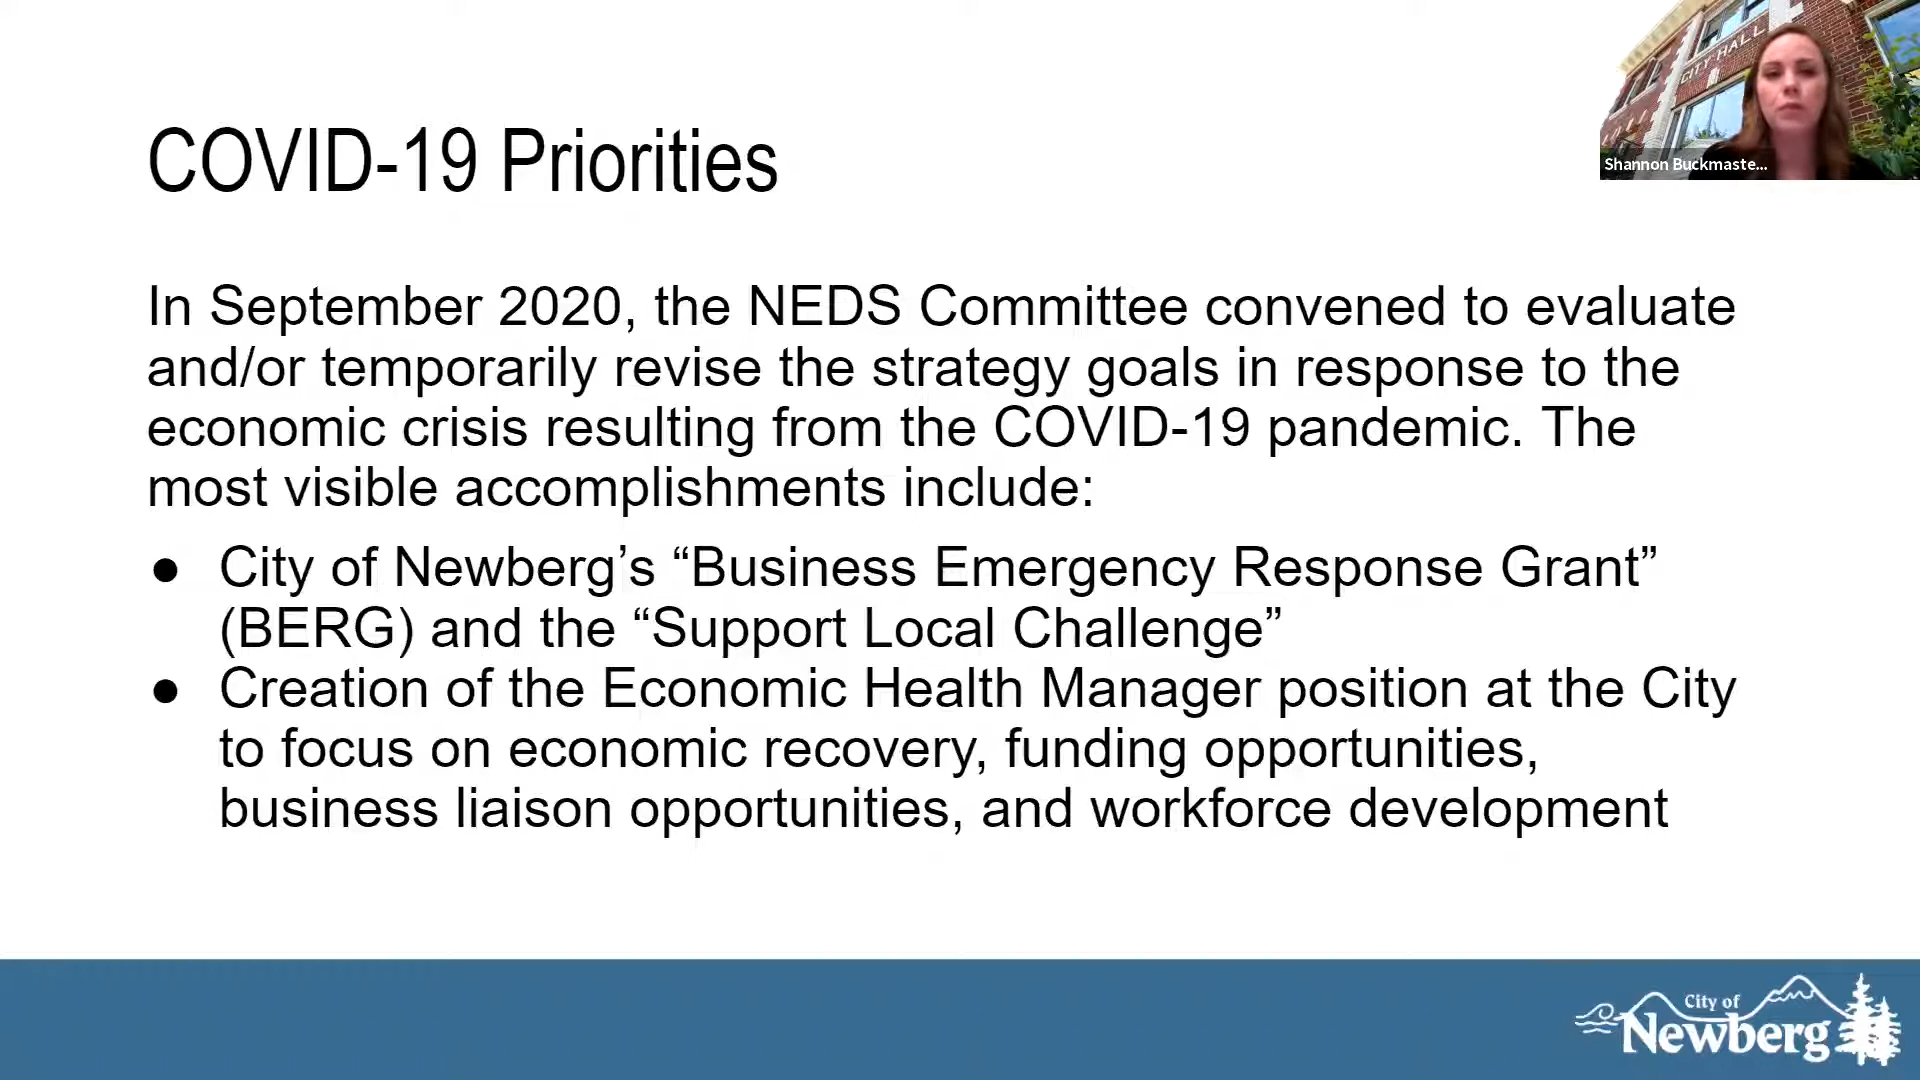 CITY HALL
Shannon Buckmaste...
COVID-19 Priorities
In September 2020, the NEDS Committee convened to evaluate
and/or temporarily revise the strategy goals in response to the
economic crisis resulting from the COVID-19 pandemic. The
most visible accomplishments include:
● City of Newberg’s “Business Emergency Response Grant”
(BERG) and the “Support Local Challenge”
● Creation of the Economic Health Manager position at the City
to focus on economic recovery, funding opportunities,
business liaison opportunities, and workforce development
City of
Newberg